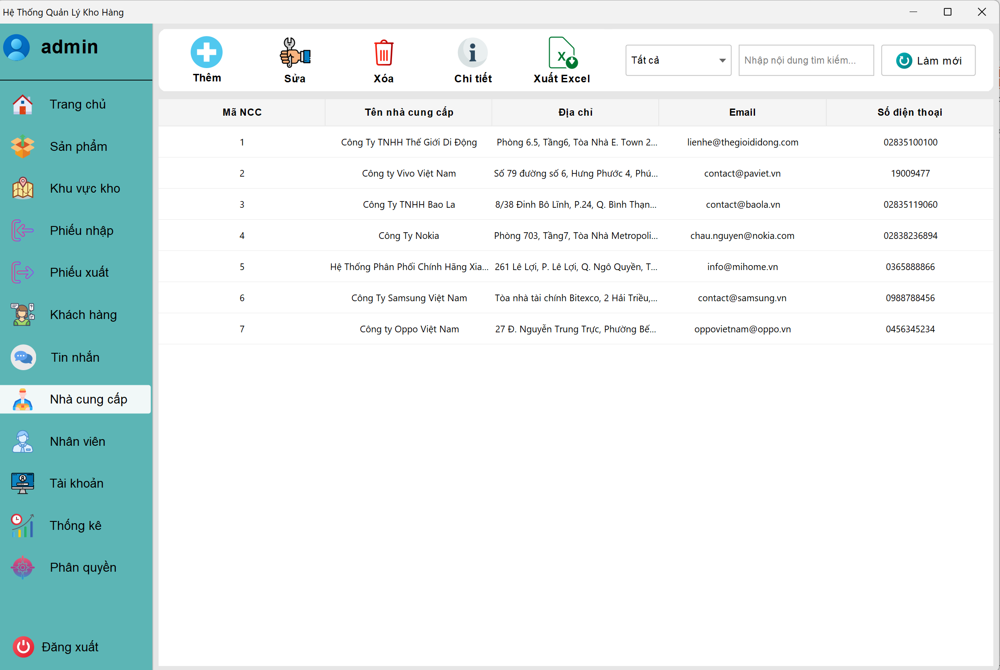 Hệ Thống Quản Lý Kho Hàng
admin
Trang chủ
Sản phẩm
Khu vực kho
Phiếu nhập
Phiếu xuất
Khách hàng
Tin nhắn
Nhà cung cấp
Nhân viên
Tài khoản
Thống kê
Phân quyền
Đăng xuất
Thêm Sửa Xóa Chi tiết Xuất Excel Tất cả Nhập nội dung tìm kiếm... Làm mới
Mã NCC Tên nhà cung cấp Địa chỉ Email Số điện thoại
1 Công Ty TNHH Thế Giới Di Động Phòng 6.5, Tầng6, Tòa Nhà E. Town 2... lienhe@thegioididong.com 02835100100
2 Công ty Vivo Việt Nam Số 79 đường số 6, Hưng Phước 4, Phú... contact@paviet.vn 19009477
3 Công Ty TNHH Bao La 8/38 Đinh Bô Lĩnh, P.24, Q. Bình Thạn... contact@baola.vn 02835119060
4 Công Ty Nokia Phòng 703, Tầng7, Tòa Nhà Metropoli... chau.nguyen@nokia.com 02838236894
5 Hệ Thống Phân Phối Chính Hãng Xia... 261 Lê Lợi, P. Lê Lợi, Q. Ngô Quyền, T... info@mihome.vn 0365888866
6 Công Ty Samsung Việt Nam Tòa nhà tài chính Bitexco, 2 Hải Triều,... contact@samsung.vn 0988788456
7 Công ty Oppo Việt Nam 27 Đ. Nguyễn Trung Trực, Phường Bế... oppovietnam@oppo.vn 0456345234